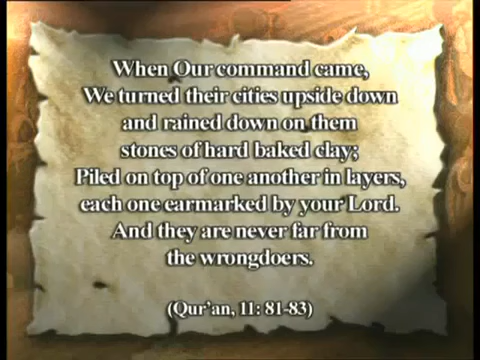 When Our command came,
We turned their cities upside down
and rained down on them
stones of hard baked clay;
Piled on top of one another in layers,
each one earmarked by your Lord.
And they are never far from
the wrongdoers.
(Qur'an, 11: 81-83)